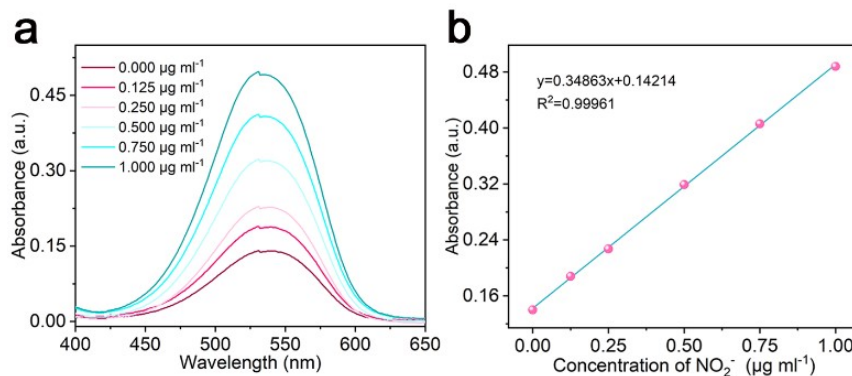 a
0.000 µg ml⁻¹
0.125 µg ml⁻¹
0.250 µg ml⁻¹
0.500 µg ml⁻¹
0.750 µg ml⁻¹
1.000 µg ml⁻¹
0.45
0.30
0.15
0.00
Absorbance (a.u.)
400
450
500
550
600
650
Wavelength (nm)
b
y=0.34863x+0.14214
R²=0.99961
0.48
0.40
0.32
0.24
0.16
Absorbance (a.u.)
0.00
0.25
0.50
0.75
1.00
Concentration of NO₂⁻ (µg ml⁻¹)